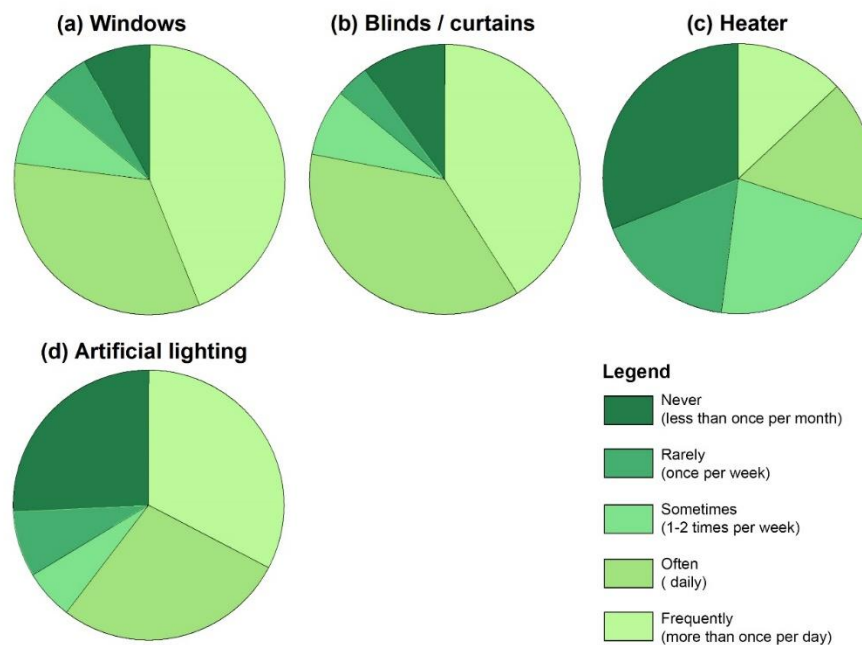 (a) Windows
(b) Blinds / curtains
(c) Heater
(d) Artificial lighting
Legend
Never
(less than once per month)
Rarely
(once per week)
Sometimes
(1-2 times per week)
Often
( daily)
Frequently
(more than once per day)